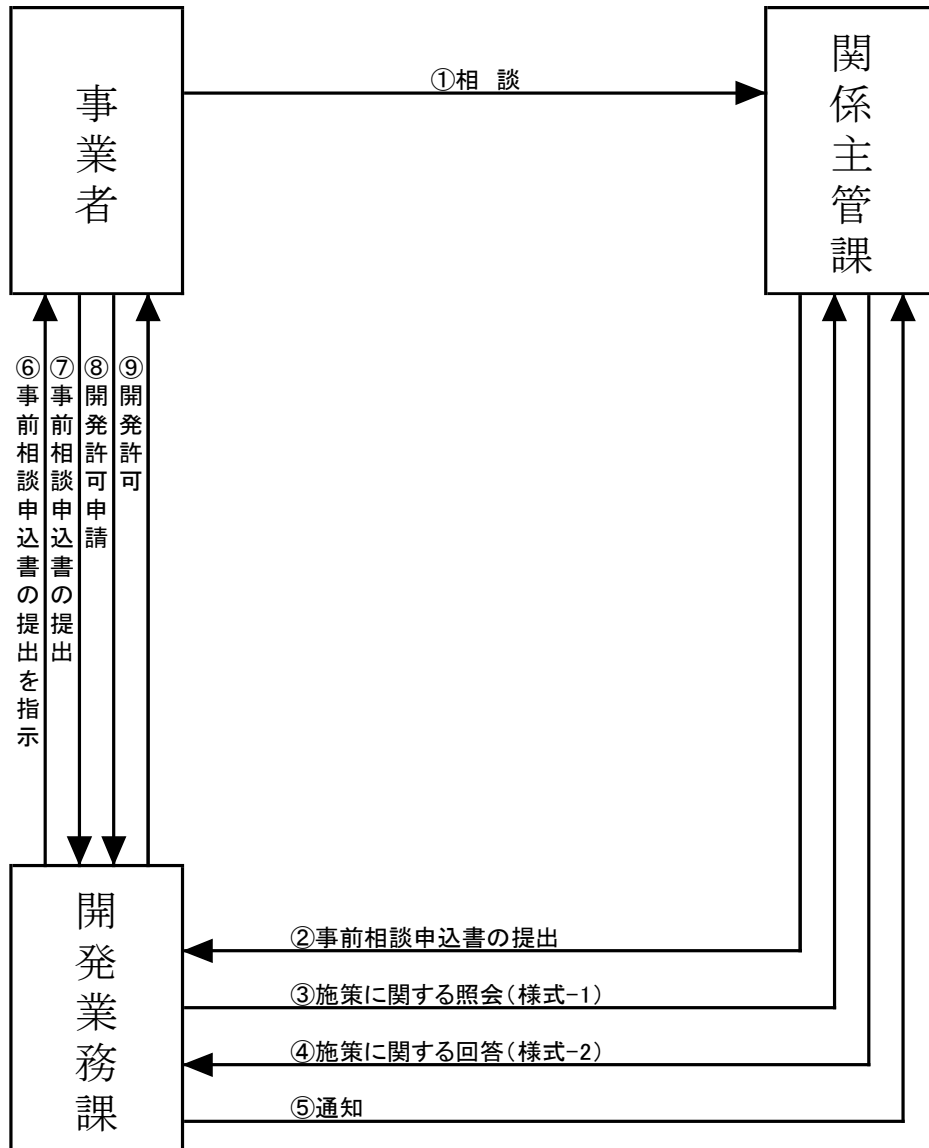 事業者
①相　談
関係主管課
⑥事前相談申込書の提出を指示
⑦事前相談申込書の提出
⑧開発許可申請
⑨開発許可
開発業務課
②事前相談申込書の提出
③施策に関する照会(様式-1)
④施策に関する回答(様式-2)
⑤通知